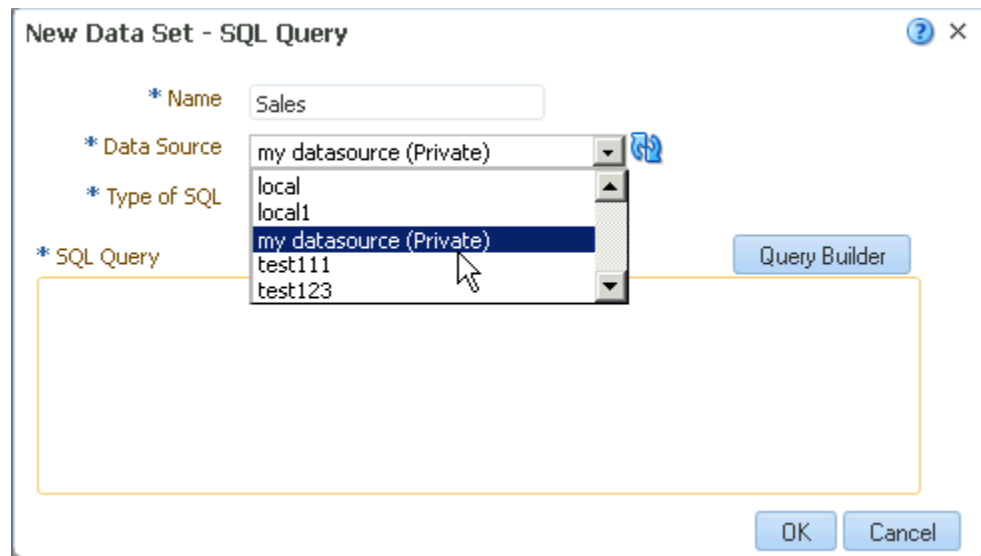 New Data Set - SQL Query
* Name Sales
* Data Source my datasource (Private)
* Type of SQL
local
local1
my datasource (Private)
test111
test123
* SQL Query Query Builder
OK Cancel